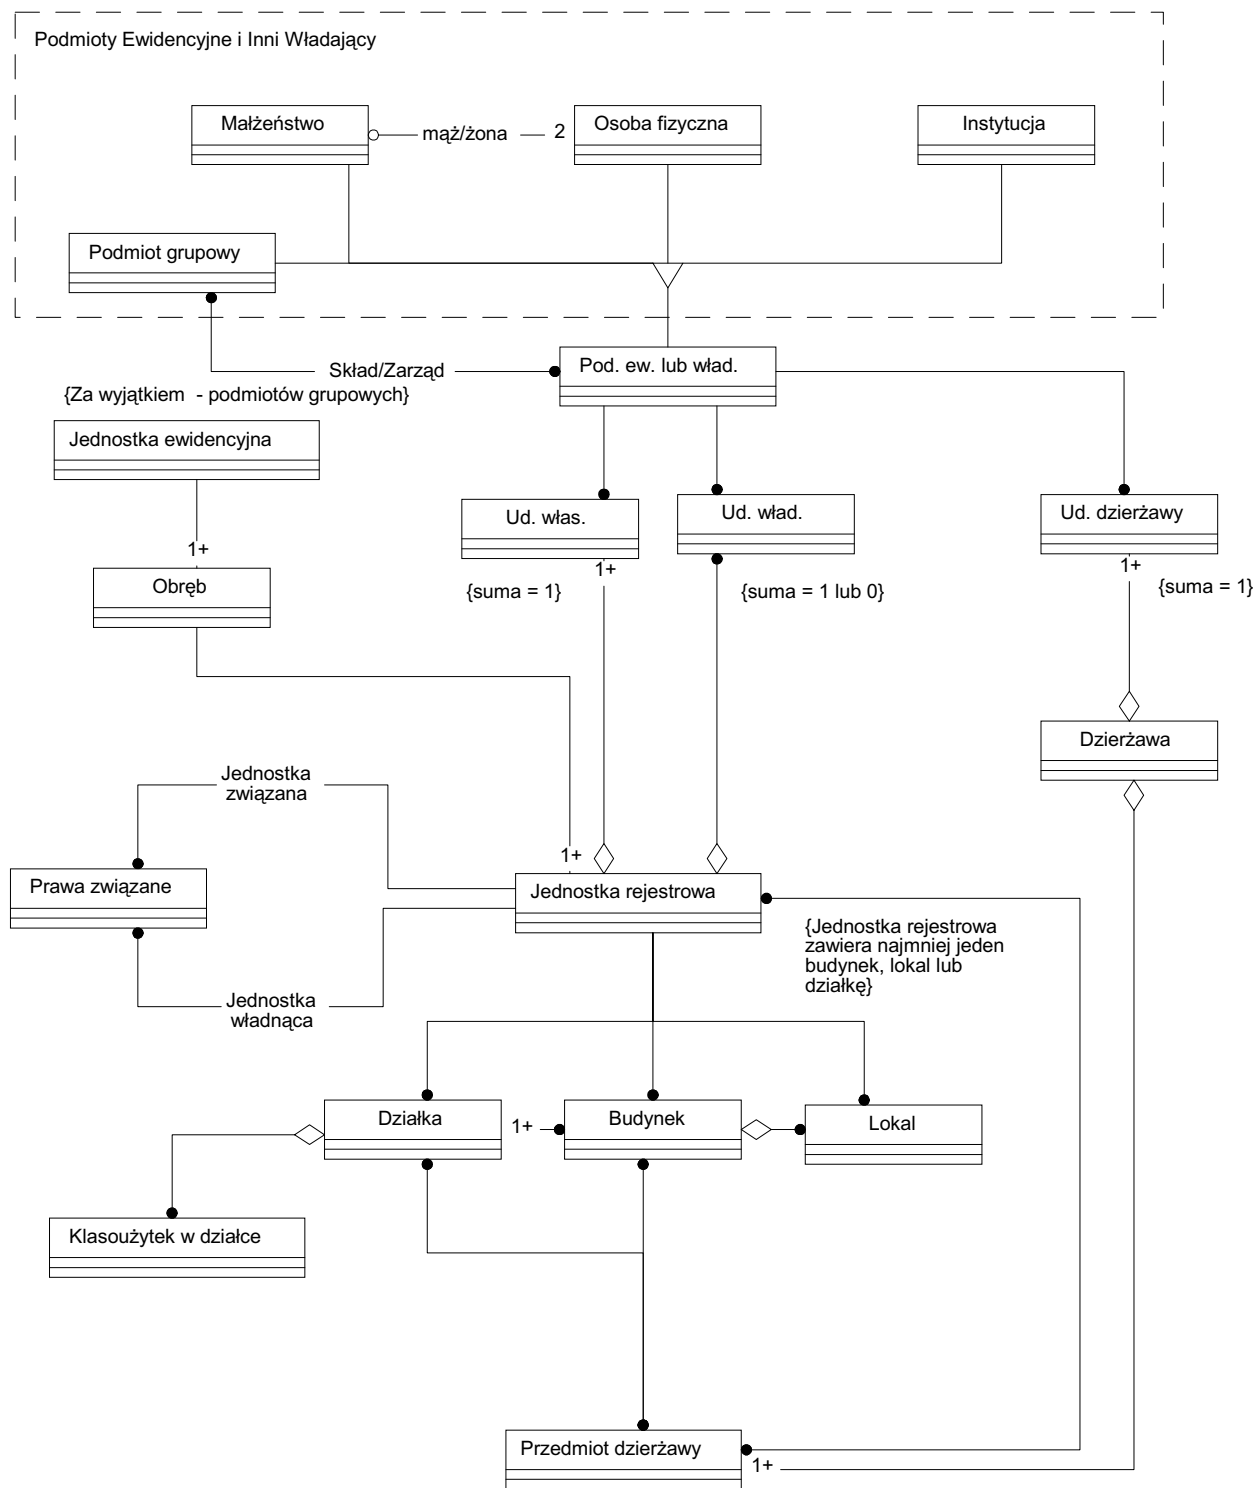 Podmioty Ewidencyjne i Inni Władający
Małżeństwo
mąż/żona
2
Osoba fizyczna
Instytucja
Podmiot grupowy
Skład/Zarząd
Pod. ew. lub wład.
{Za wyjątkiem - podmiotów grupowych}
Jednostka ewidencyjna
Ud. włas.
Ud. wład.
Ud. dzierżawy
1+
1+
1+
Obręb
{suma = 1}
{suma = 1 lub 0}
{suma = 1}
Dzierżawa
Jednostka
związana
1+
Prawa związane
Jednostka rejestrowa
{Jednostka rejestrowa
zawiera najmniej jeden
budynek, lokal lub
działkę}
Jednostka
władnąca
Działka
1+
Budynek
Lokal
Klasoużytek w działce
Przedmiot dzierżawy
1+